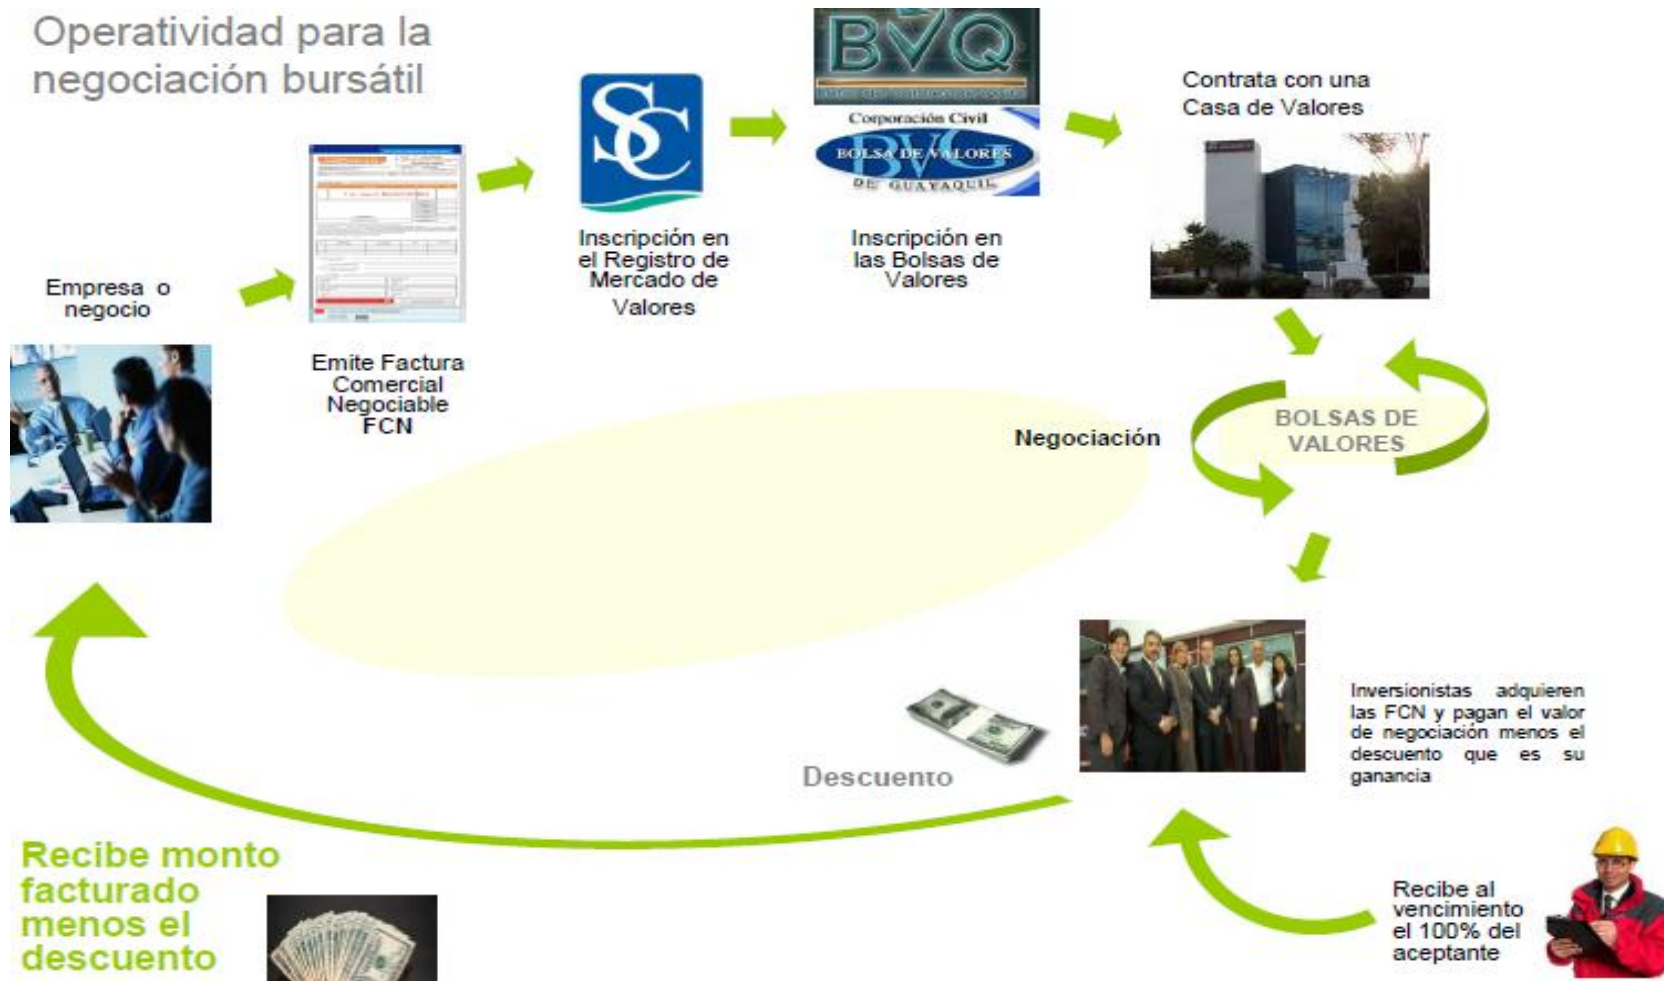 Operatividad para la
negociación bursátil
Empresa o
negocio
Emite Factura
Comercial
Negociable
FCN
SC
Inscripción en
el Registro de
Mercado de
Valores
BVQ
Corporación Civil
BVG
BOLSA DE VALORES
DE GUAYAQUIL
Inscripción en
las Bolsas de
Valores
Contrata con una
Casa de Valores
Negociación
BOLSAS DE
VALORES
Inversionistas adquieren
las FCN y pagan el valor
de negociación menos el
descuento que es su
ganancia
Descuento
Recibe al
vencimiento
el 100% del
aceptante
Recibe monto
facturado
menos el
descuento